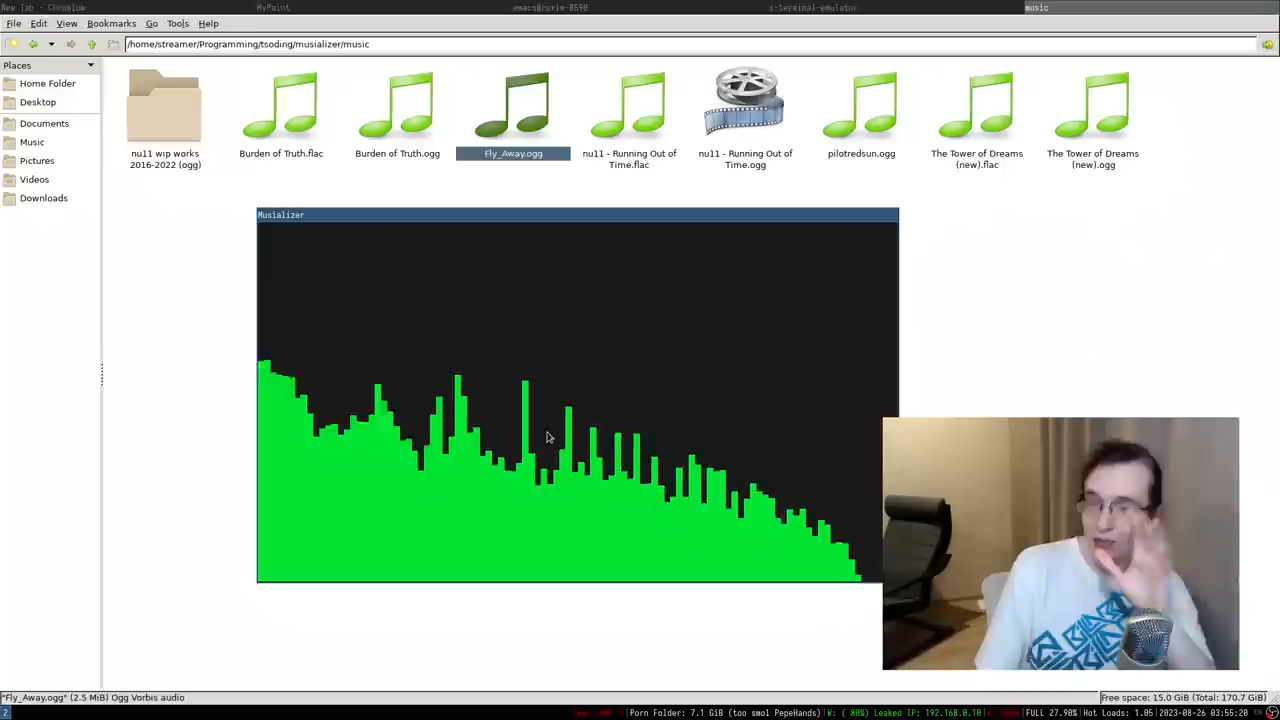 New Tab - Chromium
MyPaint
x-terminal-emulator
music
File Edit View Bookmarks Go Tools Help
/home/streamer/Programming/tsoding/musializer/music
Places
Home Folder
Desktop
Documents
Music
Pictures
Videos
Downloads
nu11 wip works
2016-2022 (ogg)
Burden of Truth.flac
Burden of Truth.ogg
Fly_Away.ogg
nu11 - Running Out of
Time.flac
nu11 - Running Out of
Time.ogg
pilotredsun.ogg
The Tower of Dreams
(new).flac
The Tower of Dreams
(new).ogg
Musializer
"Fly_Away.ogg" (2.5 MiB) Ogg Vorbis audio
Free space: 15.0 GiB (Total: 170.7 GiB)
2
Porn Folder: 7.1 GiB (too smol PepeHands) W: ( 80%) Leaked IP: 192.168.0.10
FULL 27.90% Hot Loads: 1.05 2023-08-26 03:55:20